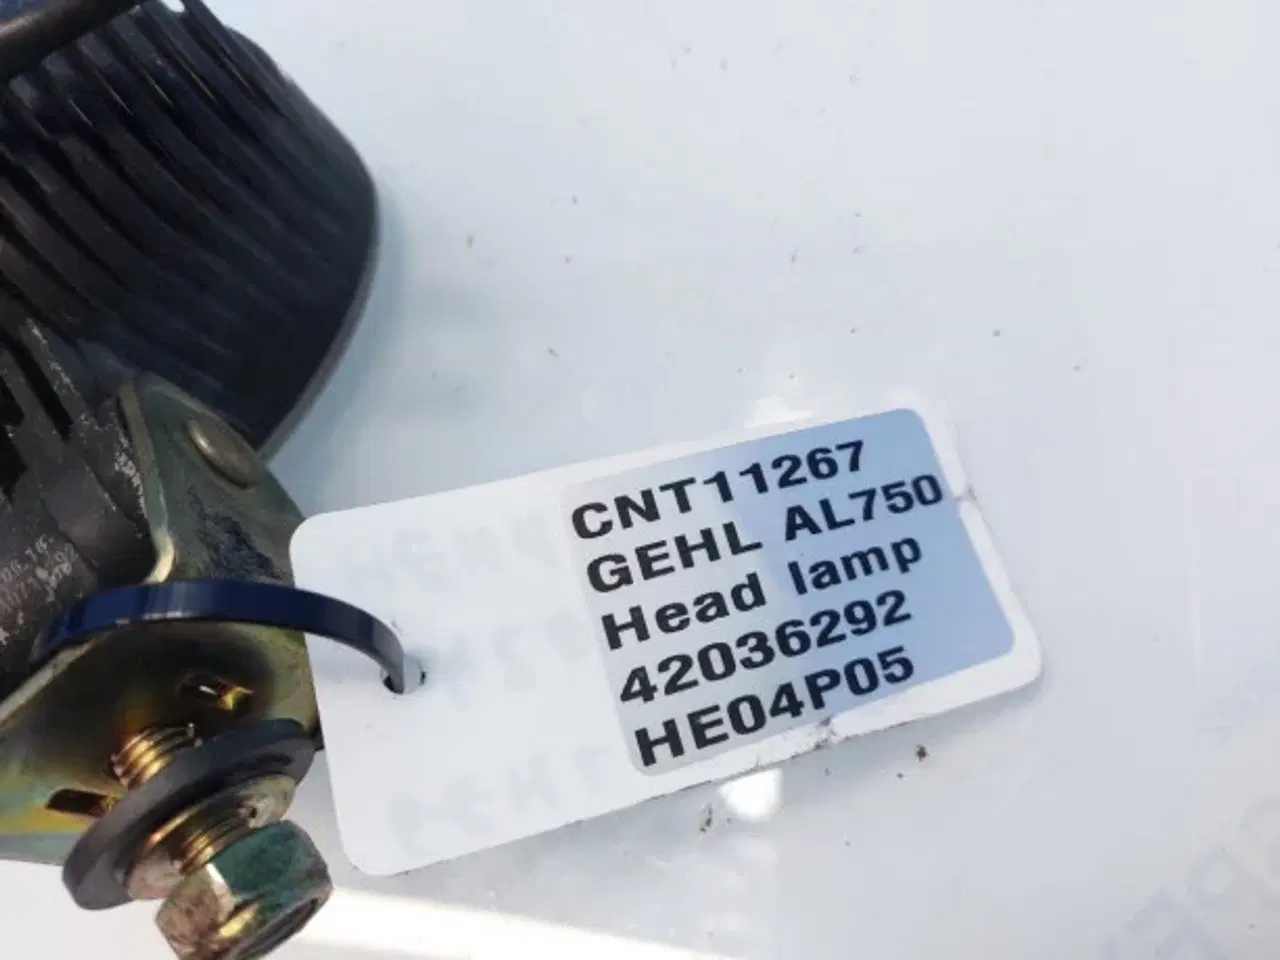 CNT11267
GEHL AL750
Head lamp
42036292
HE04P05